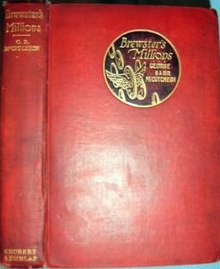 Brewster's
Millions
G. B.
McCUTCHEON
GROSSET
& DUNLAP
Brewster's
Millions
GEORGE
BARR
McCUTCHEON